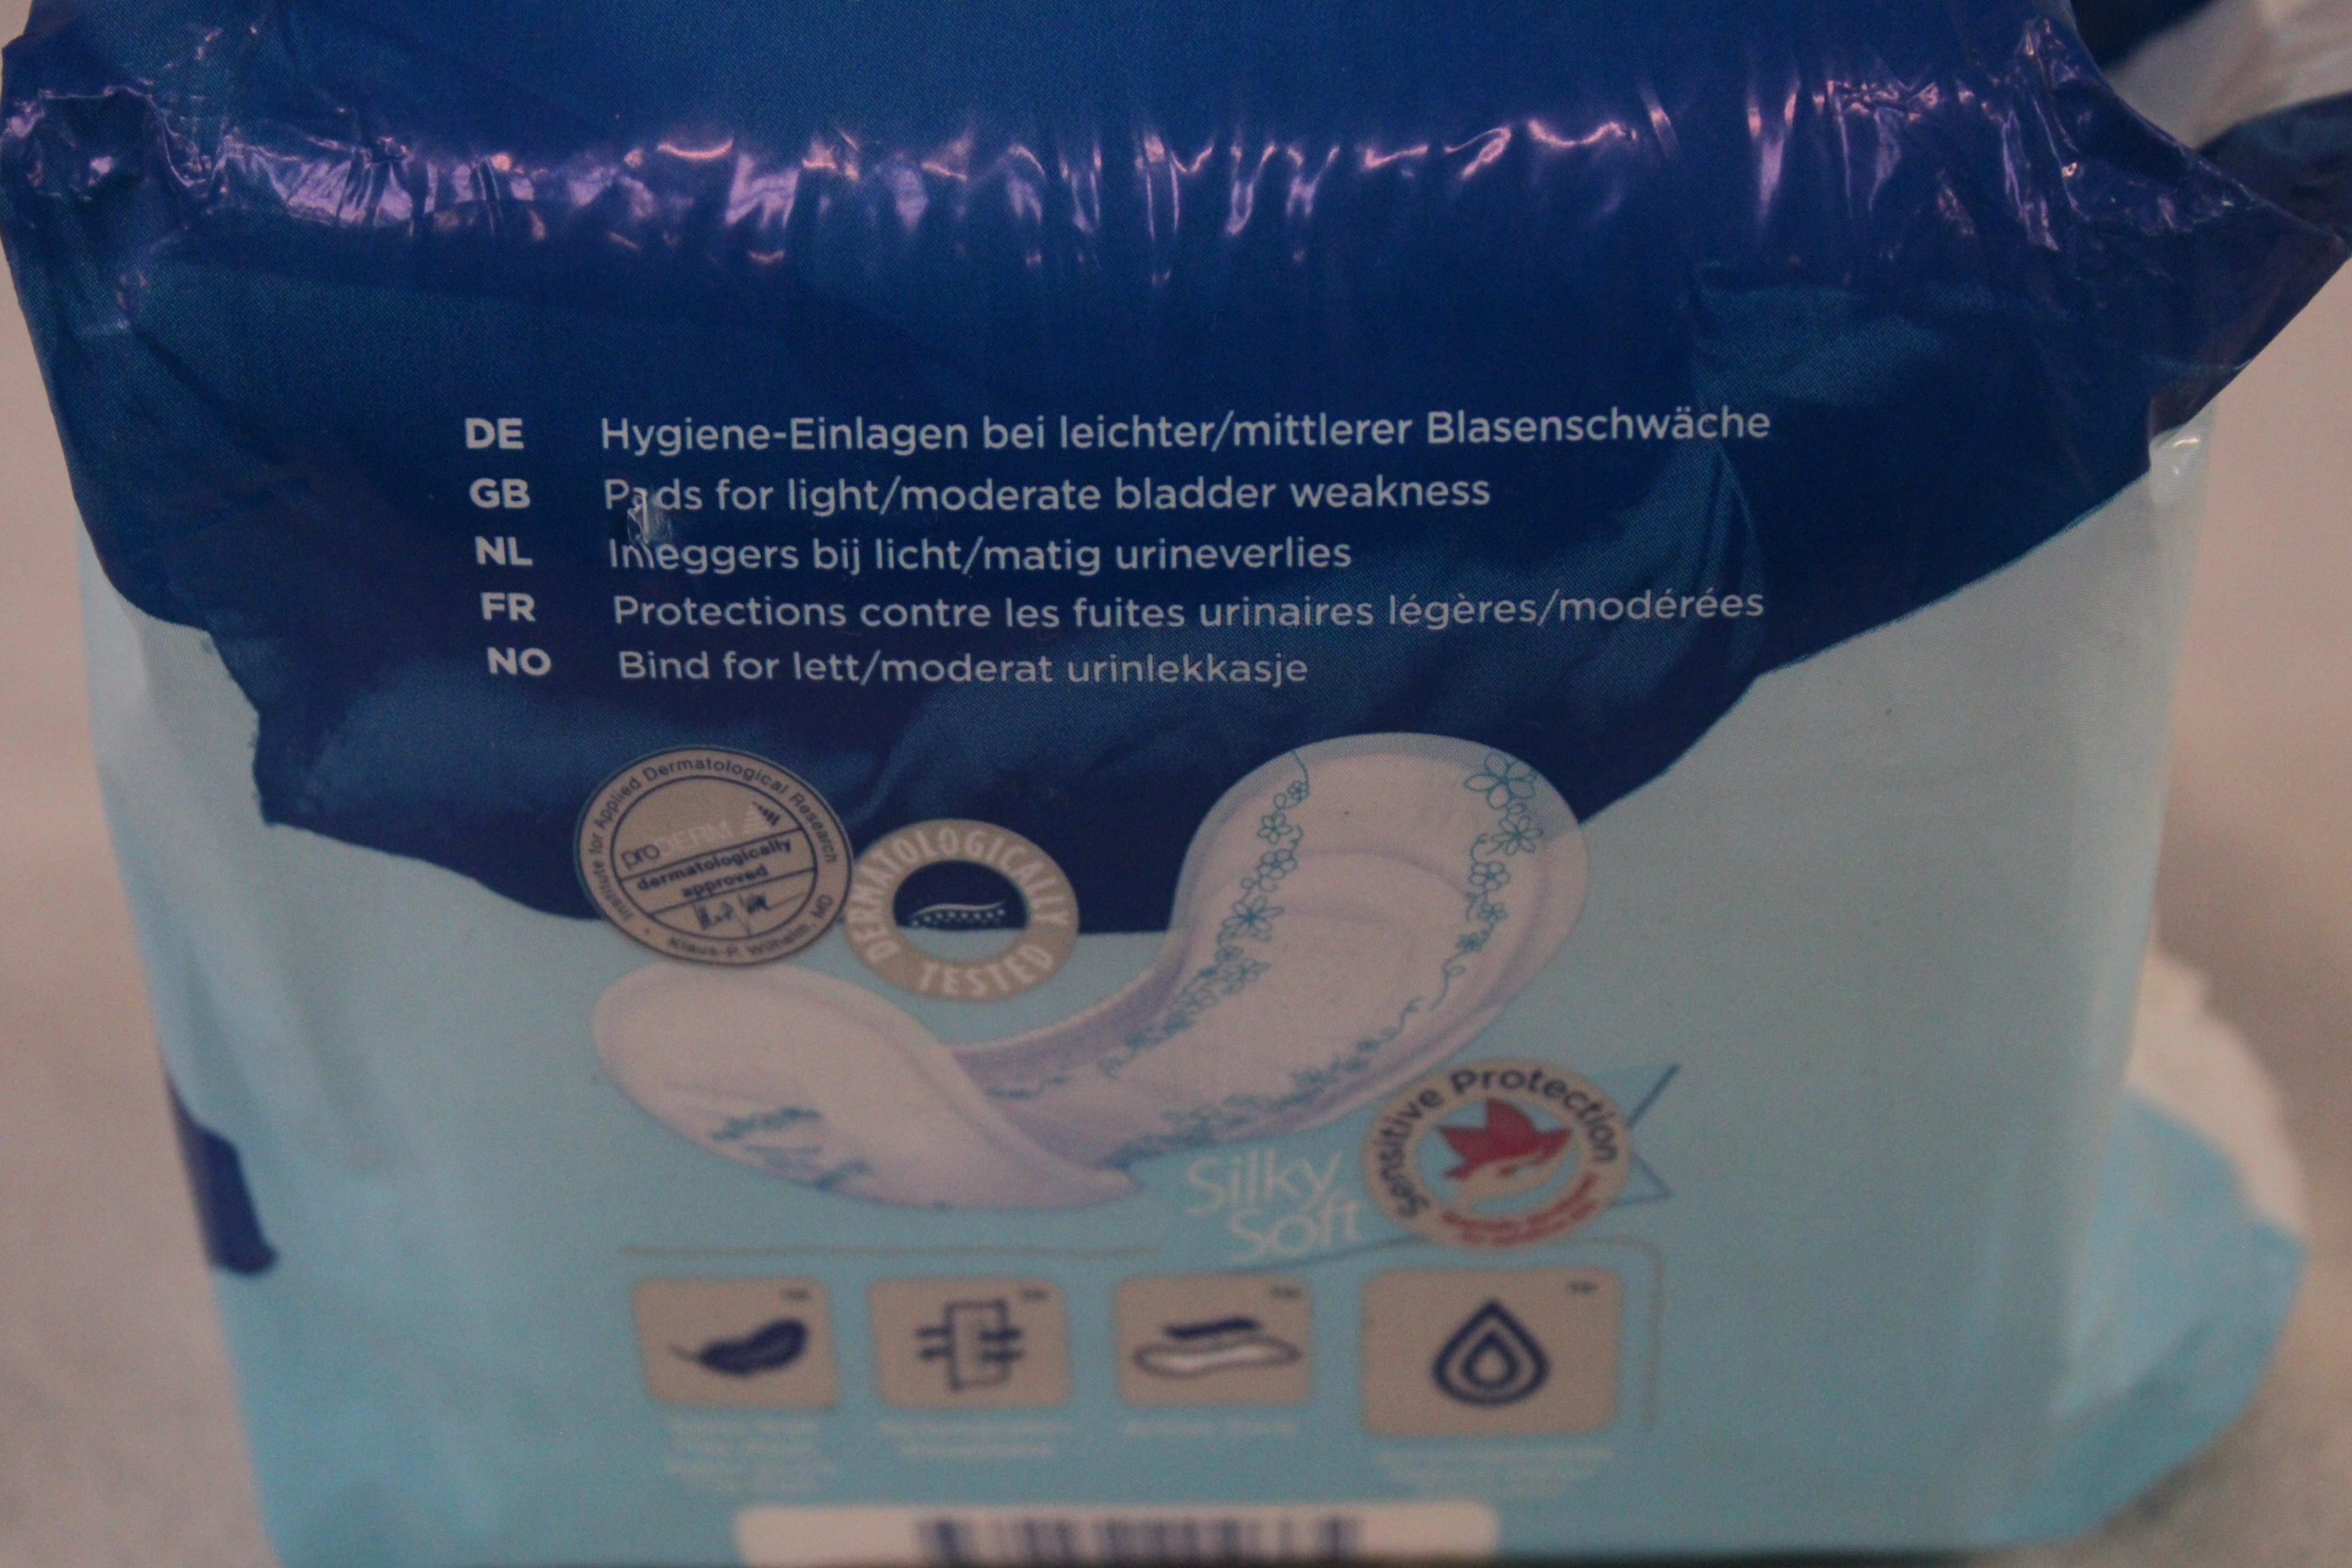 DE Hygiene-Einlagen bei leichter/mittlerer Blasenschwäche
GB Pads for light/moderate bladder weakness
NL Inleggers bij licht/matig urineverlies
FR Protections contre les fuites urinaires légères/modérées
NO Bind for lett/moderat urinlekkasje
Institute for Applied Dermatological Research
proDERM
dermatologically
approved
Klaus-P. Wilhelm, MD
DERMATOLOGICALLY
TESTED
Sensitive Protection
Silky
Soft